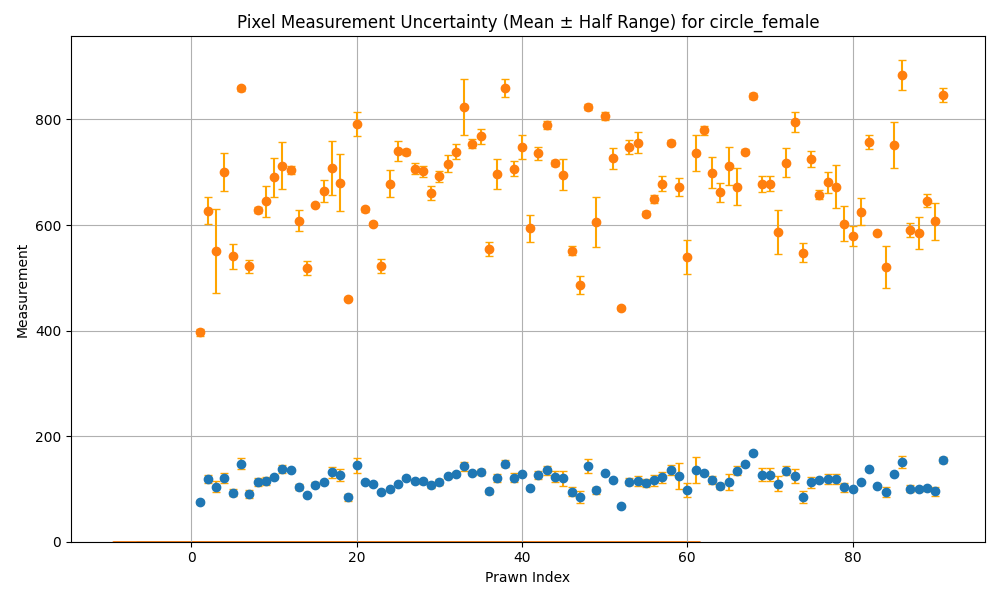 Pixel Measurement Uncertainty (Mean ± Half Range) for circle_female
Measurement
800
600
400
200
0
0 20 40 60 80
Prawn Index